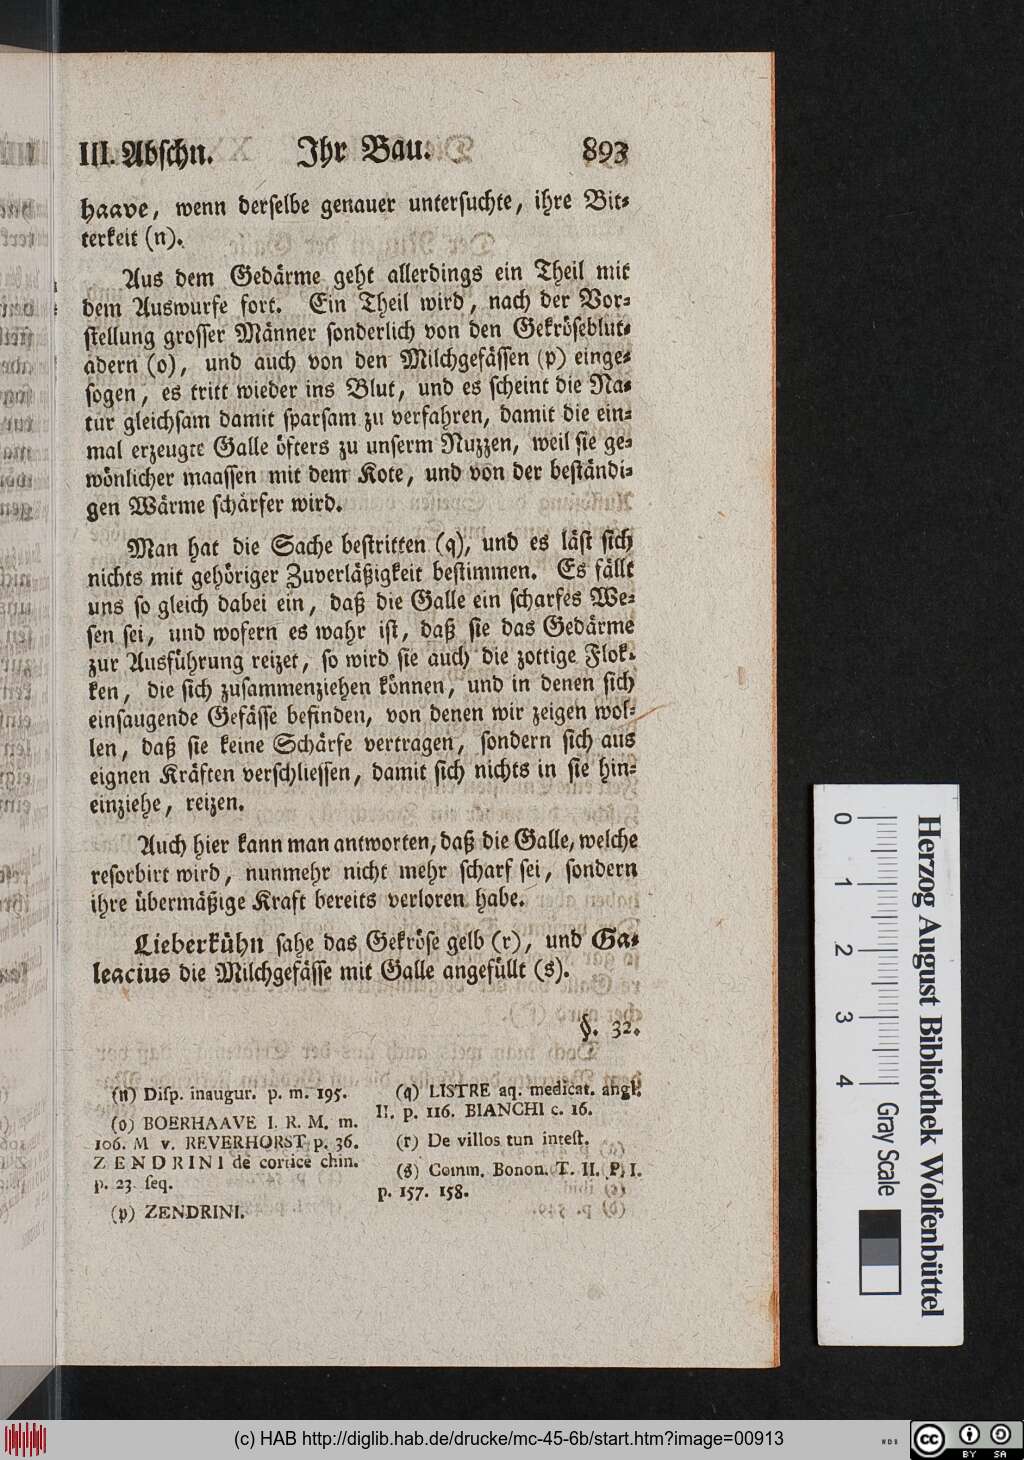 III. Abschn. Ihr Bau. 893
haave, wenn derselbe genauer untersuchte, ihre Bit-
terkeit (n).
Aus dem Gedärme geht allerdings ein Theil mit
dem Auswurfe fort. Ein Theil wird, nach der Vor-
stellung grosser Männer sonderlich von den Gekröseblut-
adern (o), und auch von den Milchgefässen (p) einge-
sogen, es tritt wieder ins Blut, und es scheint die Na-
tur gleichsam damit sparsam zu verfahren, damit die ein-
mal erzeugte Galle öfters zu unserm Nuzzen, weil sie ge-
wönlicher maassen mit dem Kote, und von der beständi-
gen Wärme schärfer wird.
Man hat die Sache bestritten (q), und es läst sich
nichts mit gehöriger Zuverläßigkeit bestimmen. Es fällt
uns so gleich dabei ein, daß die Galle ein scharfes We-
sen sei, und wofern es wahr ist, daß sie das Gedärme
zur Ausführung reizet, so wird sie auch die zottige Flok-
ken, die sich zusammenziehen können, und in denen sich
einsaugende Gefässe befinden, von denen wir zeigen wol-
len, daß sie keine Schärfe vertragen, sondern sich aus
eignen Kräften verschliessen, damit sich nichts in sie hin-
einziehe, reizen.
Auch hier kann man antworten, daß die Galle, welche
resorbirt wird, nunmehr nicht mehr scharf sei, sondern
ihre übermäßige Kraft bereits verloren habe.
Lieberkühn sahe das Gekröse gelb (r), und Ga-
leacius die Milchgefässe mit Galle angefüllt (s).
§. 32.
(n) Disp. inaugur. p. m. 195.
(o) BOERHAAVE I. R. M. m.
106. M v. REVERHORST p. 36.
ZENDRINI de cortice chin.
p. 23 seq.
(p) ZENDRINI.
(q) LISTRE aq. medicat. angl.
II. p. 116. BIANCHI c. 16.
(r) De villos tun intest.
(s) Comm. Bonon. T. II. P. I.
p. 157. 158.
0 1 2 3 4
Herzog August Bibliothek Wolfenbüttel
Gray Scale
(c) HAB http://diglib.hab.de/drucke/mc-45-6b/start.htm?image=00913
WDB
cc BY SA